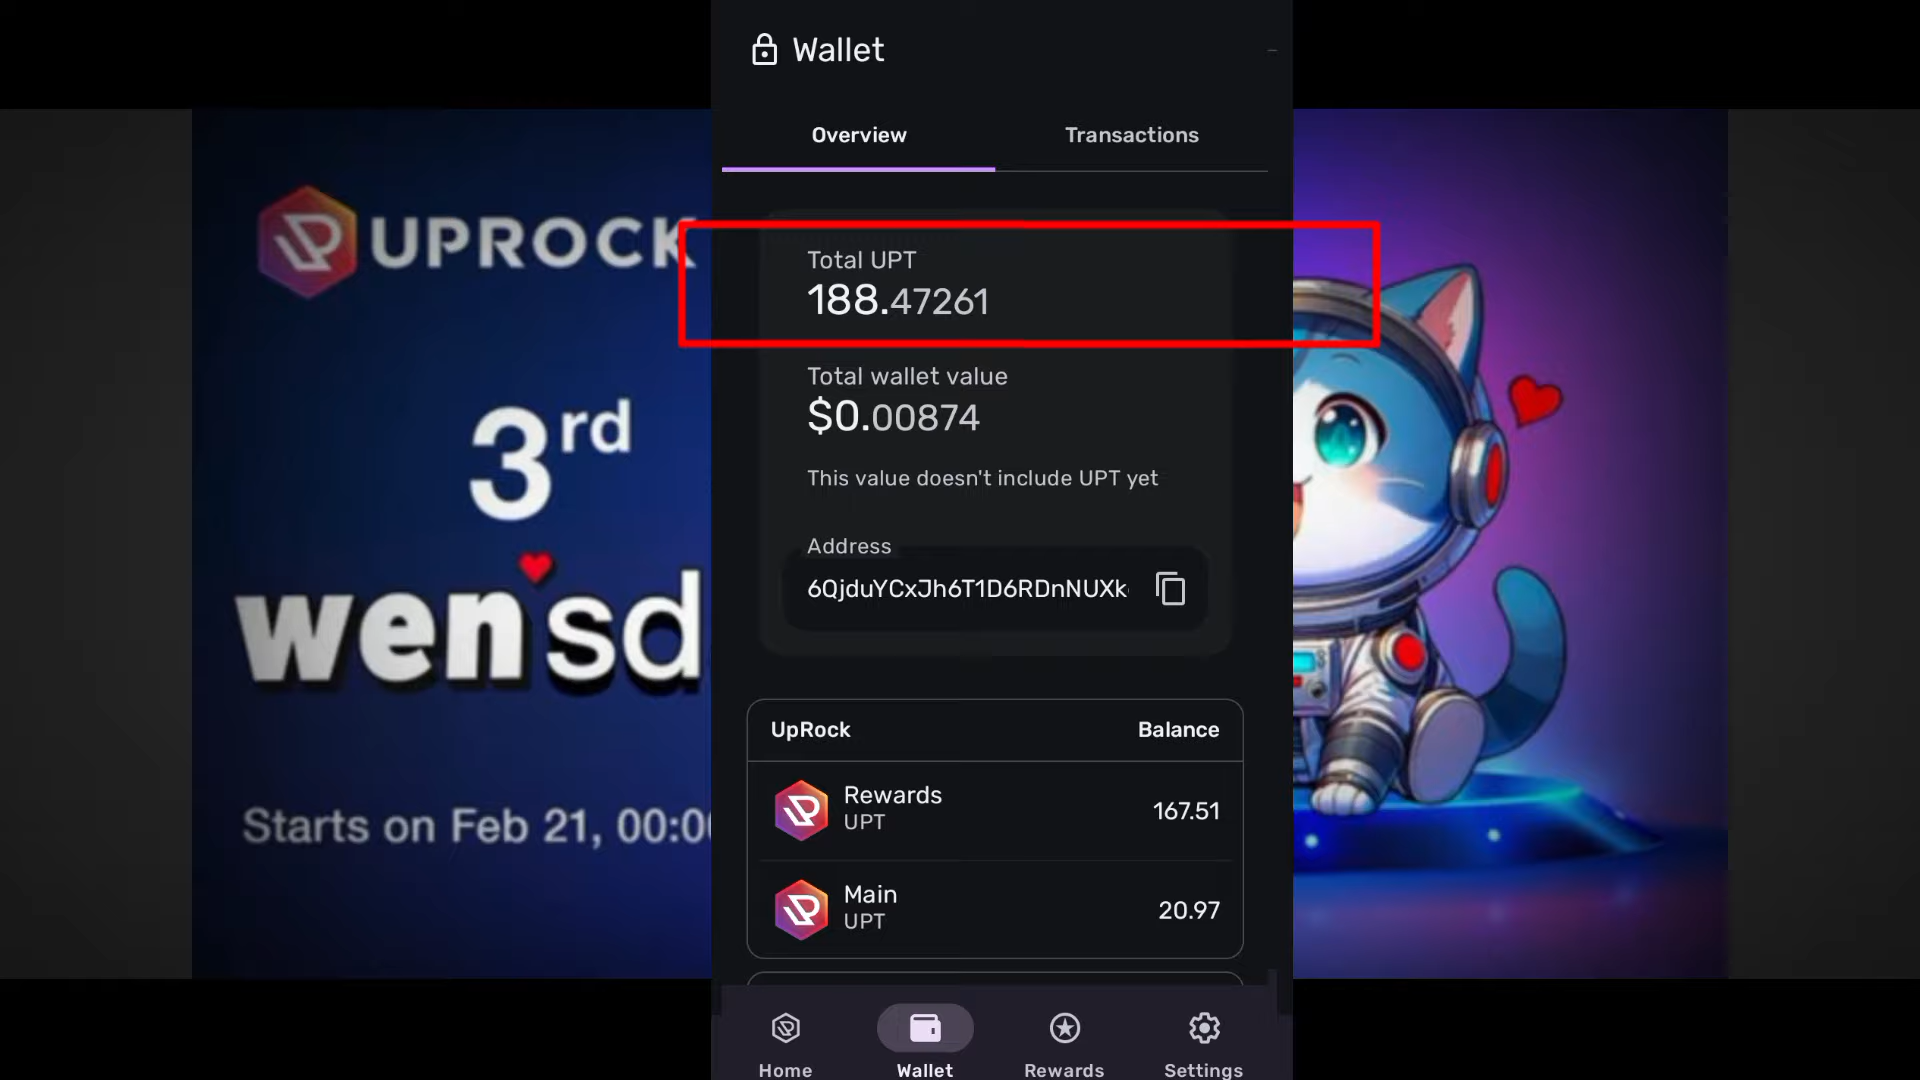 Wallet
Overview
Transactions
UPROCK
Total UPT
188.47261
3rd
Total wallet value
$0.00874
This value doesn't include UPT yet
Address
6QjduYCxJh6T1D6RDnNUXk
wen sd
UpRock
Balance
Rewards
UPT
167.51
Starts on Feb 21, 00:0
Main
UPT
20.97
Home
Wallet
Rewards
Settings